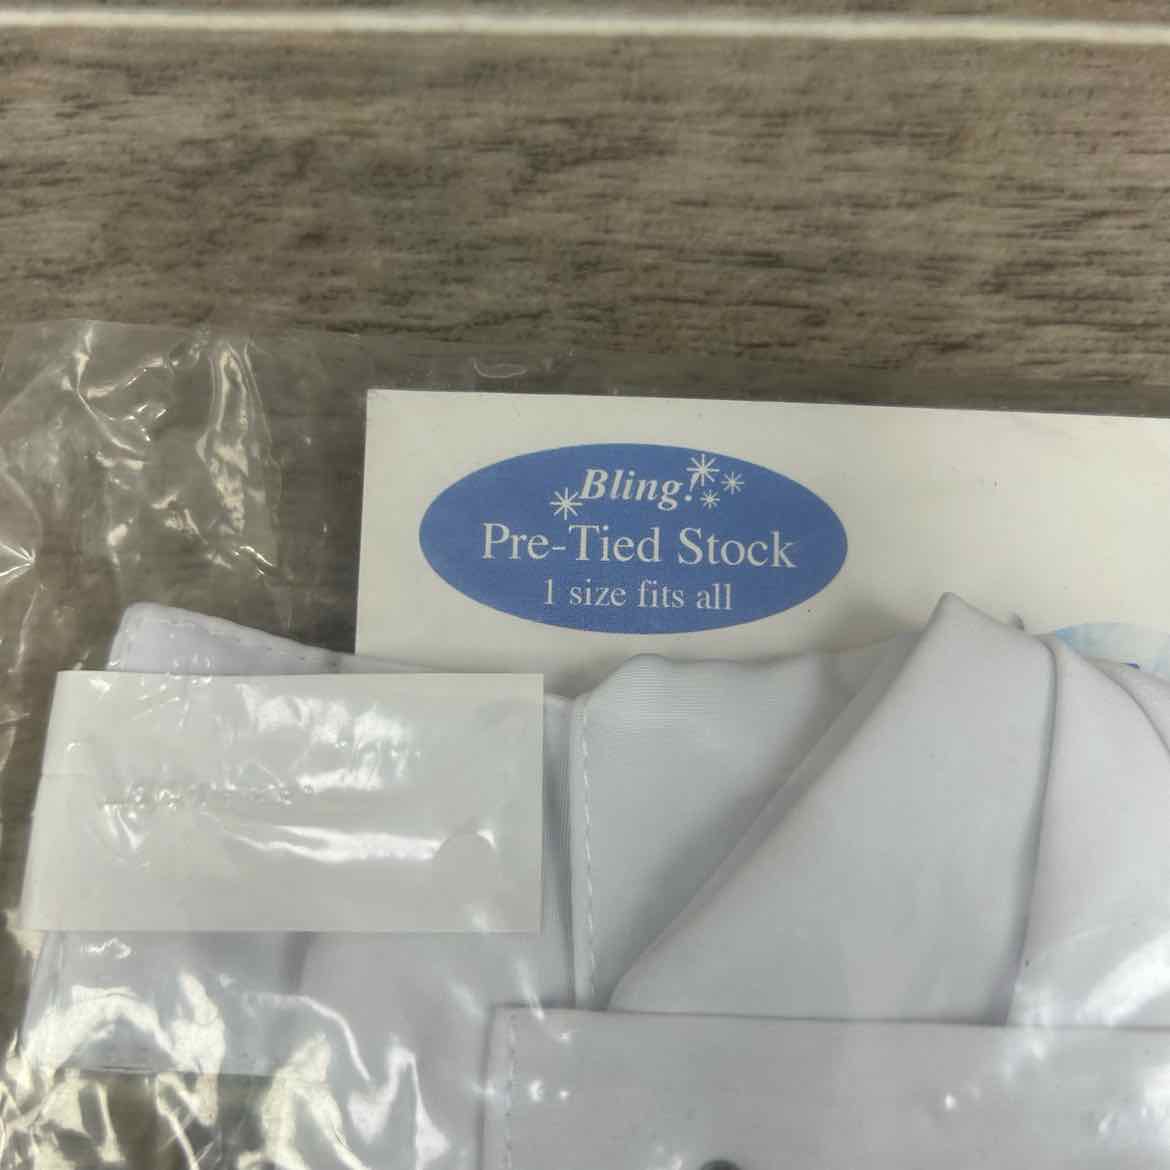 Bling!
Pre-Tied Stock
1 size fits all